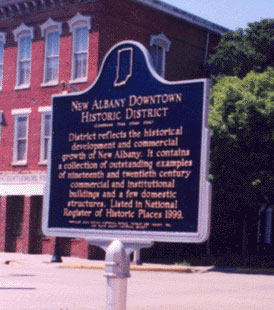 NEW ALBANY DOWNTOWN
HISTORIC DISTRICT
District reflects the historical
development and commercial
growth of New Albany. It contains
a collection of outstanding examples
of nineteenth and twentieth century
commercial and institutional
buildings and a few domestic
structures. Listed in National
Register of Historic Places 1999.